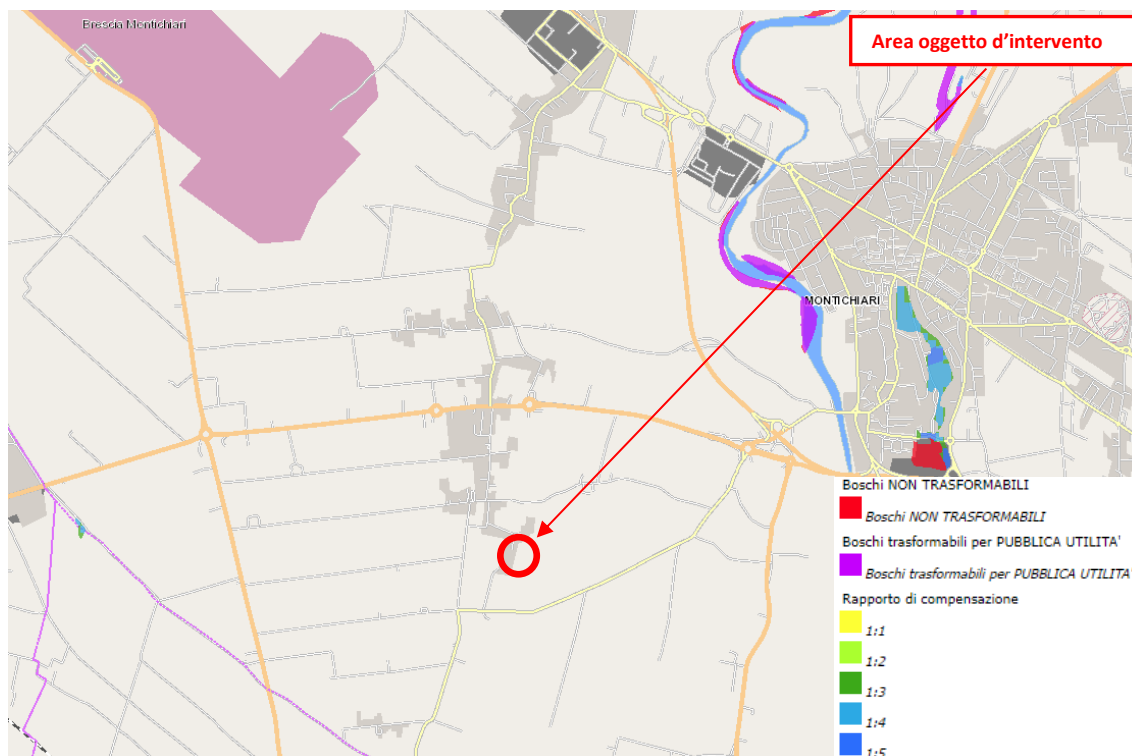 Brescia Montichiari
Area oggetto d'intervento
MONTICHIARI
Boschi NON TRASFORMABILI
Boschi NON TRASFORMABILI
Boschi trasformabili per PUBBLICA UTILITA'
Boschi trasformabili per PUBBLICA UTILITA'
Rapporto di compensazione
1:1
1:2
1:3
1:4
1:5